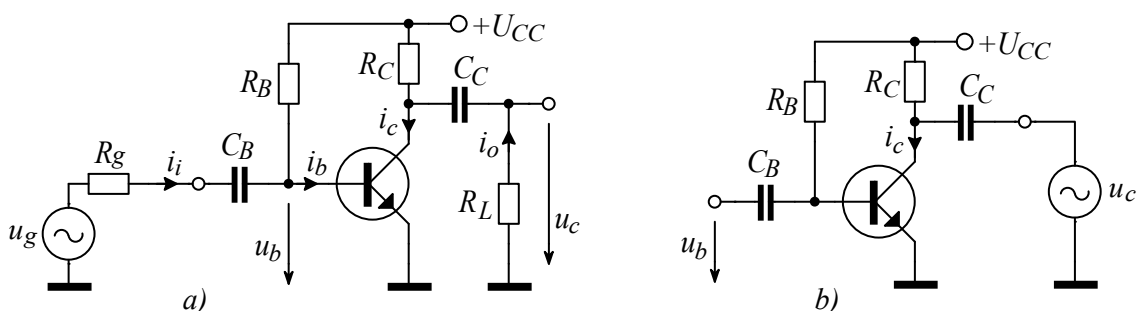 +U_CC
R_C
C_C
R_B
i_c
i_o
R_g
i_i
C_B
i_b
R_L
u_g
u_b
u_c
a)
+U_CC
R_C
C_C
R_B
i_c
C_B
u_c
u_b
b)